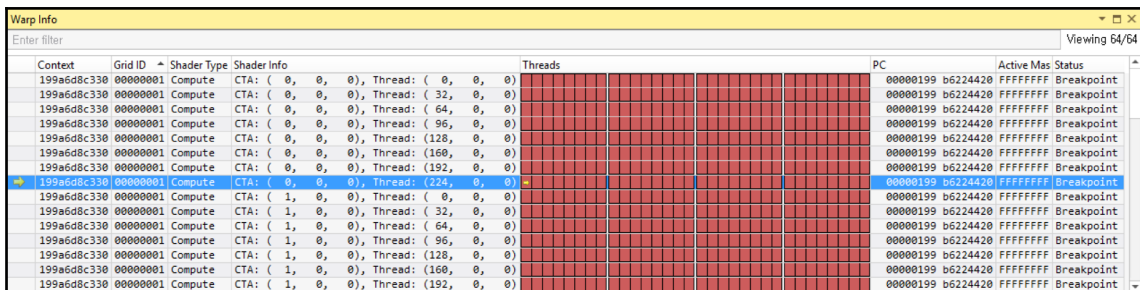 Warp Info
Enter filter Viewing 64/64
Context Grid ID Shader Type Shader Info Threads PC Active Mas Status
199a6d8c330 00000001 Compute CTA: ( 0, 0, 0), Thread: ( 0, 0, 0) 00000199 b6224420 FFFFFFFF Breakpoint
199a6d8c330 00000001 Compute CTA: ( 0, 0, 0), Thread: ( 32, 0, 0) 00000199 b6224420 FFFFFFFF Breakpoint
199a6d8c330 00000001 Compute CTA: ( 0, 0, 0), Thread: ( 64, 0, 0) 00000199 b6224420 FFFFFFFF Breakpoint
199a6d8c330 00000001 Compute CTA: ( 0, 0, 0), Thread: ( 96, 0, 0) 00000199 b6224420 FFFFFFFF Breakpoint
199a6d8c330 00000001 Compute CTA: ( 0, 0, 0), Thread: (128, 0, 0) 00000199 b6224420 FFFFFFFF Breakpoint
199a6d8c330 00000001 Compute CTA: ( 0, 0, 0), Thread: (160, 0, 0) 00000199 b6224420 FFFFFFFF Breakpoint
199a6d8c330 00000001 Compute CTA: ( 0, 0, 0), Thread: (192, 0, 0) 00000199 b6224420 FFFFFFFF Breakpoint
199a6d8c330 00000001 Compute CTA: ( 0, 0, 0), Thread: (224, 0, 0) 00000199 b6224420 FFFFFFFF Breakpoint
199a6d8c330 00000001 Compute CTA: ( 1, 0, 0), Thread: ( 0, 0, 0) 00000199 b6224420 FFFFFFFF Breakpoint
199a6d8c330 00000001 Compute CTA: ( 1, 0, 0), Thread: ( 32, 0, 0) 00000199 b6224420 FFFFFFFF Breakpoint
199a6d8c330 00000001 Compute CTA: ( 1, 0, 0), Thread: ( 64, 0, 0) 00000199 b6224420 FFFFFFFF Breakpoint
199a6d8c330 00000001 Compute CTA: ( 1, 0, 0), Thread: ( 96, 0, 0) 00000199 b6224420 FFFFFFFF Breakpoint
199a6d8c330 00000001 Compute CTA: ( 1, 0, 0), Thread: (128, 0, 0) 00000199 b6224420 FFFFFFFF Breakpoint
199a6d8c330 00000001 Compute CTA: ( 1, 0, 0), Thread: (160, 0, 0) 00000199 b6224420 FFFFFFFF Breakpoint
199a6d8c330 00000001 Compute CTA: ( 1, 0, 0), Thread: (192, 0, 0) 00000199 b6224420 FFFFFFFF Breakpoint